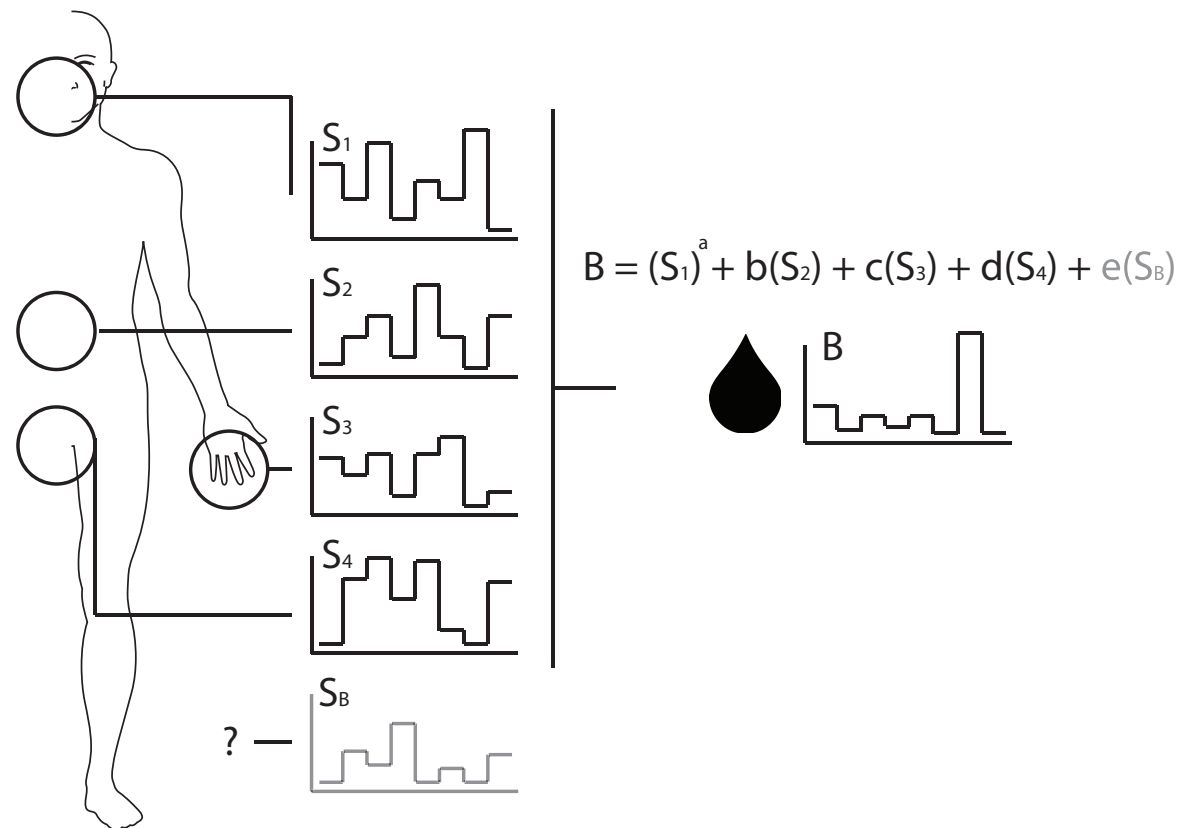 S1
S2
S3
S4
SB
?
B = (S1)a + b(S2) + c(S3) + d(S4) + e(SB)
B